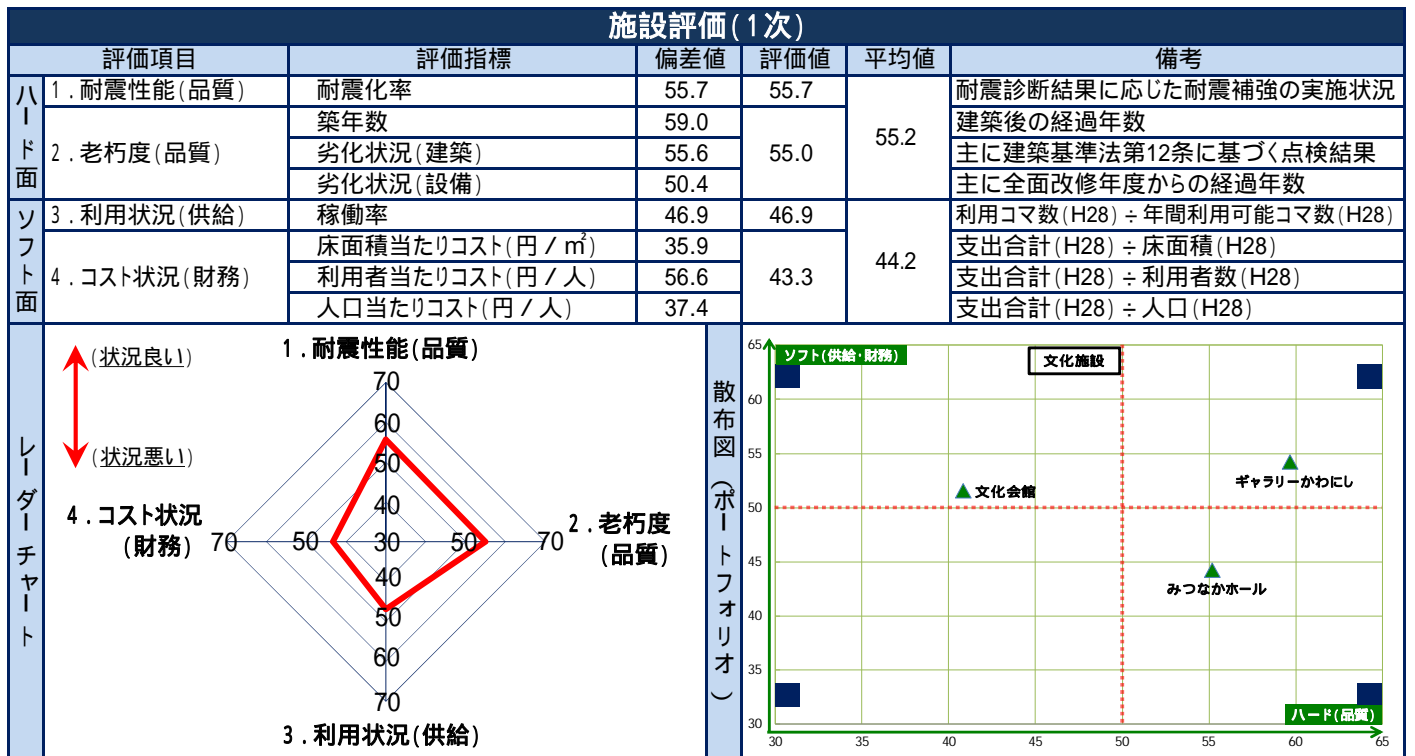 施設評価(1次)
評価項目 評価指標 偏差値 評価値 平均値 備考
ハード面
1.耐震性能(品質) 耐震化率 55.7 55.7 55.2 耐震診断結果に応じた耐震補強の実施状況
2.老朽度(品質) 築年数 59.0 55.0 建築後の経過年数
劣化状況(建築) 55.6 主に建築基準法第12条に基づく点検結果
劣化状況(設備) 50.4 主に全面改修年度からの経過年数
ソフト面
3.利用状況(供給) 稼働率 46.9 46.9 44.2 利用コマ数(H28)÷年間利用可能コマ数(H28)
4.コスト状況(財務) 床面積当たりコスト(円/㎡) 35.9 43.3 支出合計(H28)÷床面積(H28)
利用者当たりコスト(円/人) 56.6 支出合計(H28)÷利用者数(H28)
人口当たりコスト(円/人) 37.4 支出合計(H28)÷人口(H28)
レーダーチャート
(状況良い)
(状況悪い)
1.耐震性能(品質)
70
60
50
40
4.コスト状況
(財務)
70 50 30 50 70
2.老朽度
(品質)
40
50
60
70
3.利用状況(供給)
散布図(ポートフォリオ)
ソフト(供給・財務)
文化施設
65
60
55
50
45
40
35
30
文化会館
ギャラリーかわにし
みつなかホール
ハード(品質)
30 35 40 45 50 55 60 65